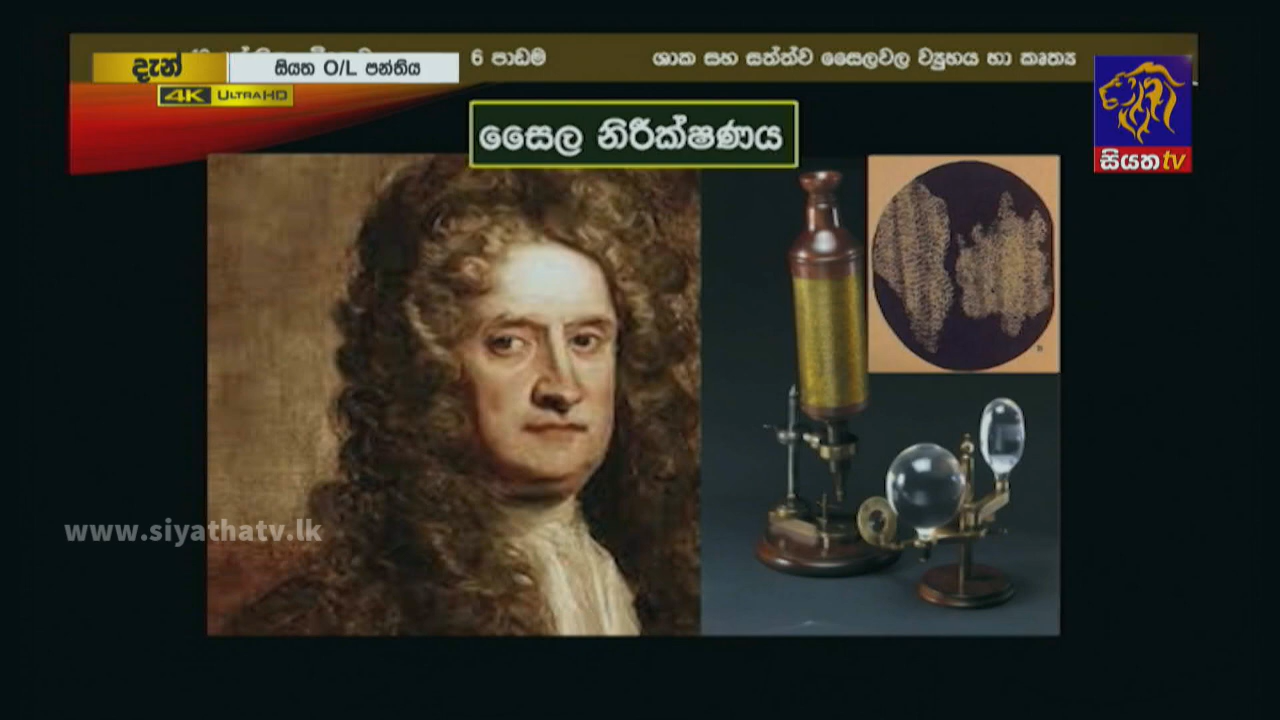 6 පාඩම ශාක සහ සත්ත්ව සෛලවල ව්‍යුහය හා කෘත්‍ය
දැන් සියත O/L පන්තිය
4K ULTRA HD
සියත tv
සෛල නිරීක්ෂණය
www.siyathatv.lk